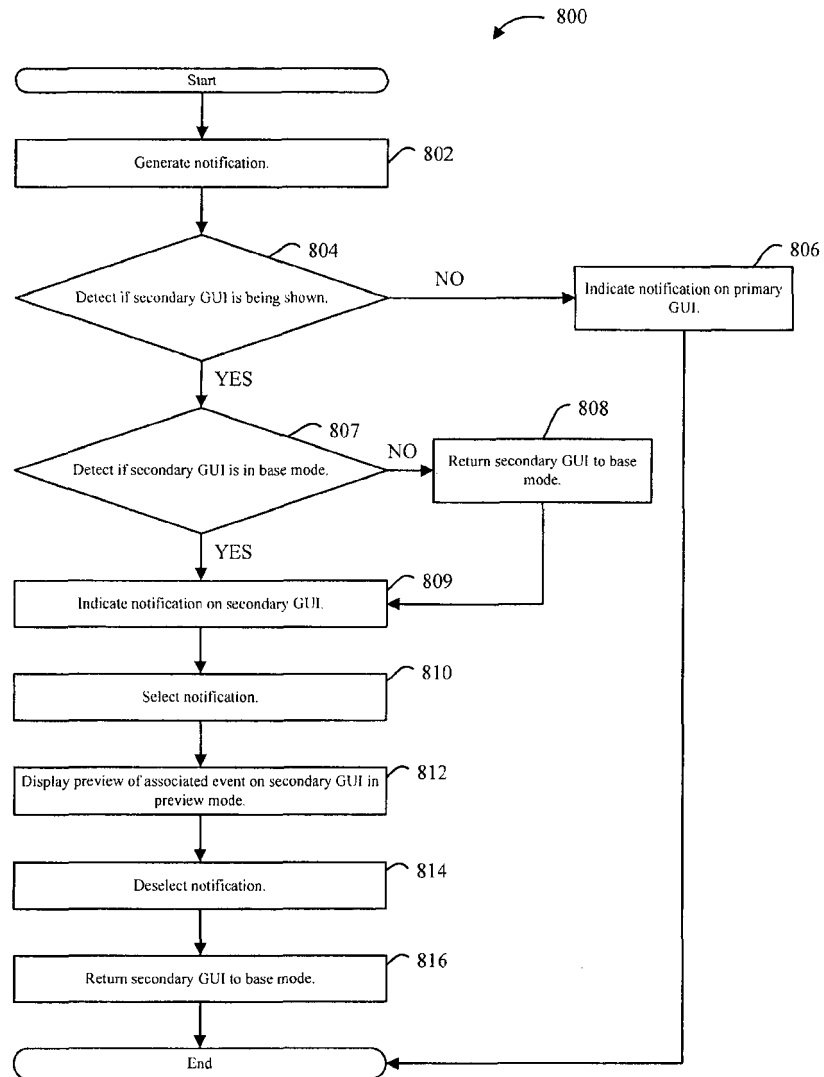 800
Start
Generate notification.
802
804
Detect if secondary GUI is being shown.
NO
806
Indicate notification on primary
GUI.
YES
807
Detect if secondary GUI is in base mode.
NO
808
Return secondary GUI to base
mode.
YES
809
Indicate notification on secondary GUI.
810
Select notification.
812
Display preview of associated event on secondary GUI in
preview mode.
814
Deselect notification.
816
Return secondary GUI to base mode.
End